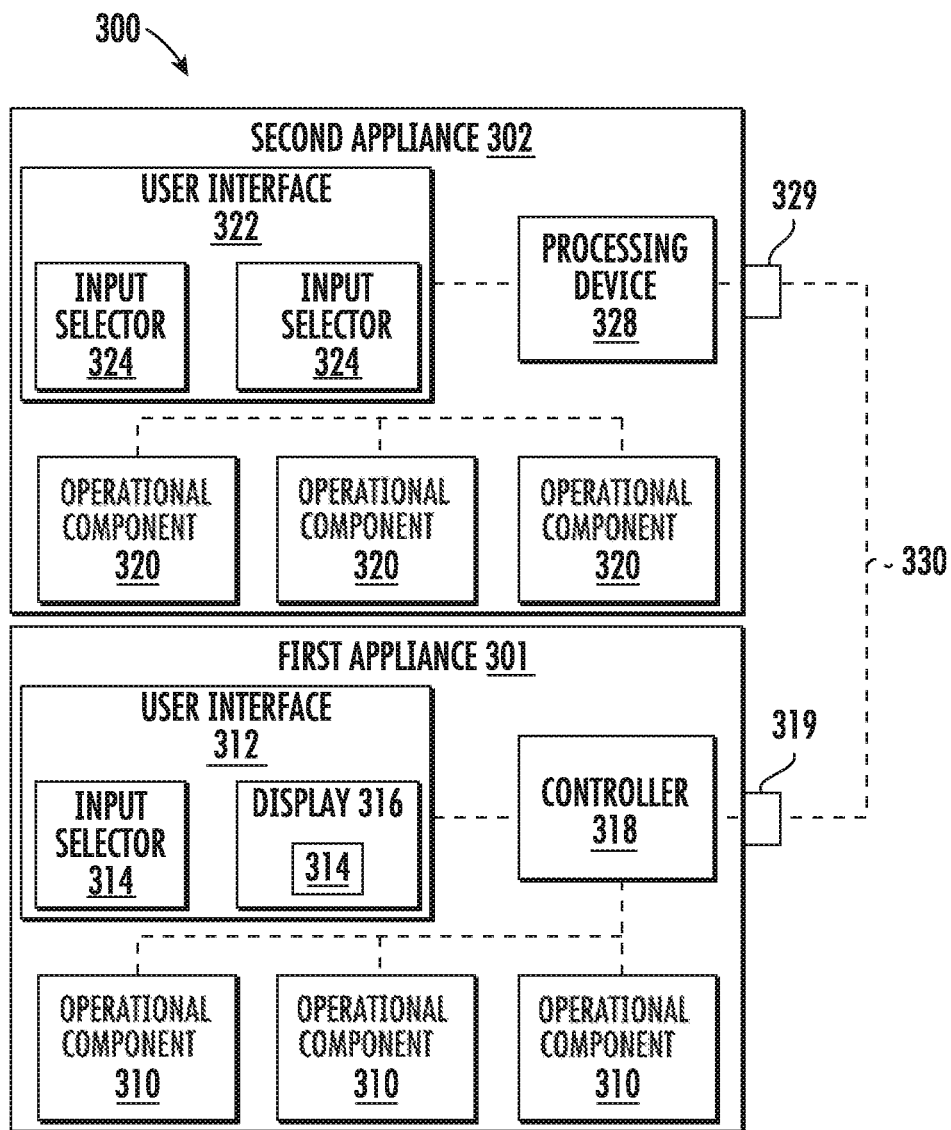 300
SECOND APPLIANCE 302
USER INTERFACE
322
INPUT
SELECTOR
324
INPUT
SELECTOR
324
PROCESSING
DEVICE
328
329
OPERATIONAL
COMPONENT
320
OPERATIONAL
COMPONENT
320
OPERATIONAL
COMPONENT
320
330
FIRST APPLIANCE 301
USER INTERFACE
312
INPUT
SELECTOR
314
DISPLAY 316
314
CONTROLLER
318
319
OPERATIONAL
COMPONENT
310
OPERATIONAL
COMPONENT
310
OPERATIONAL
COMPONENT
310